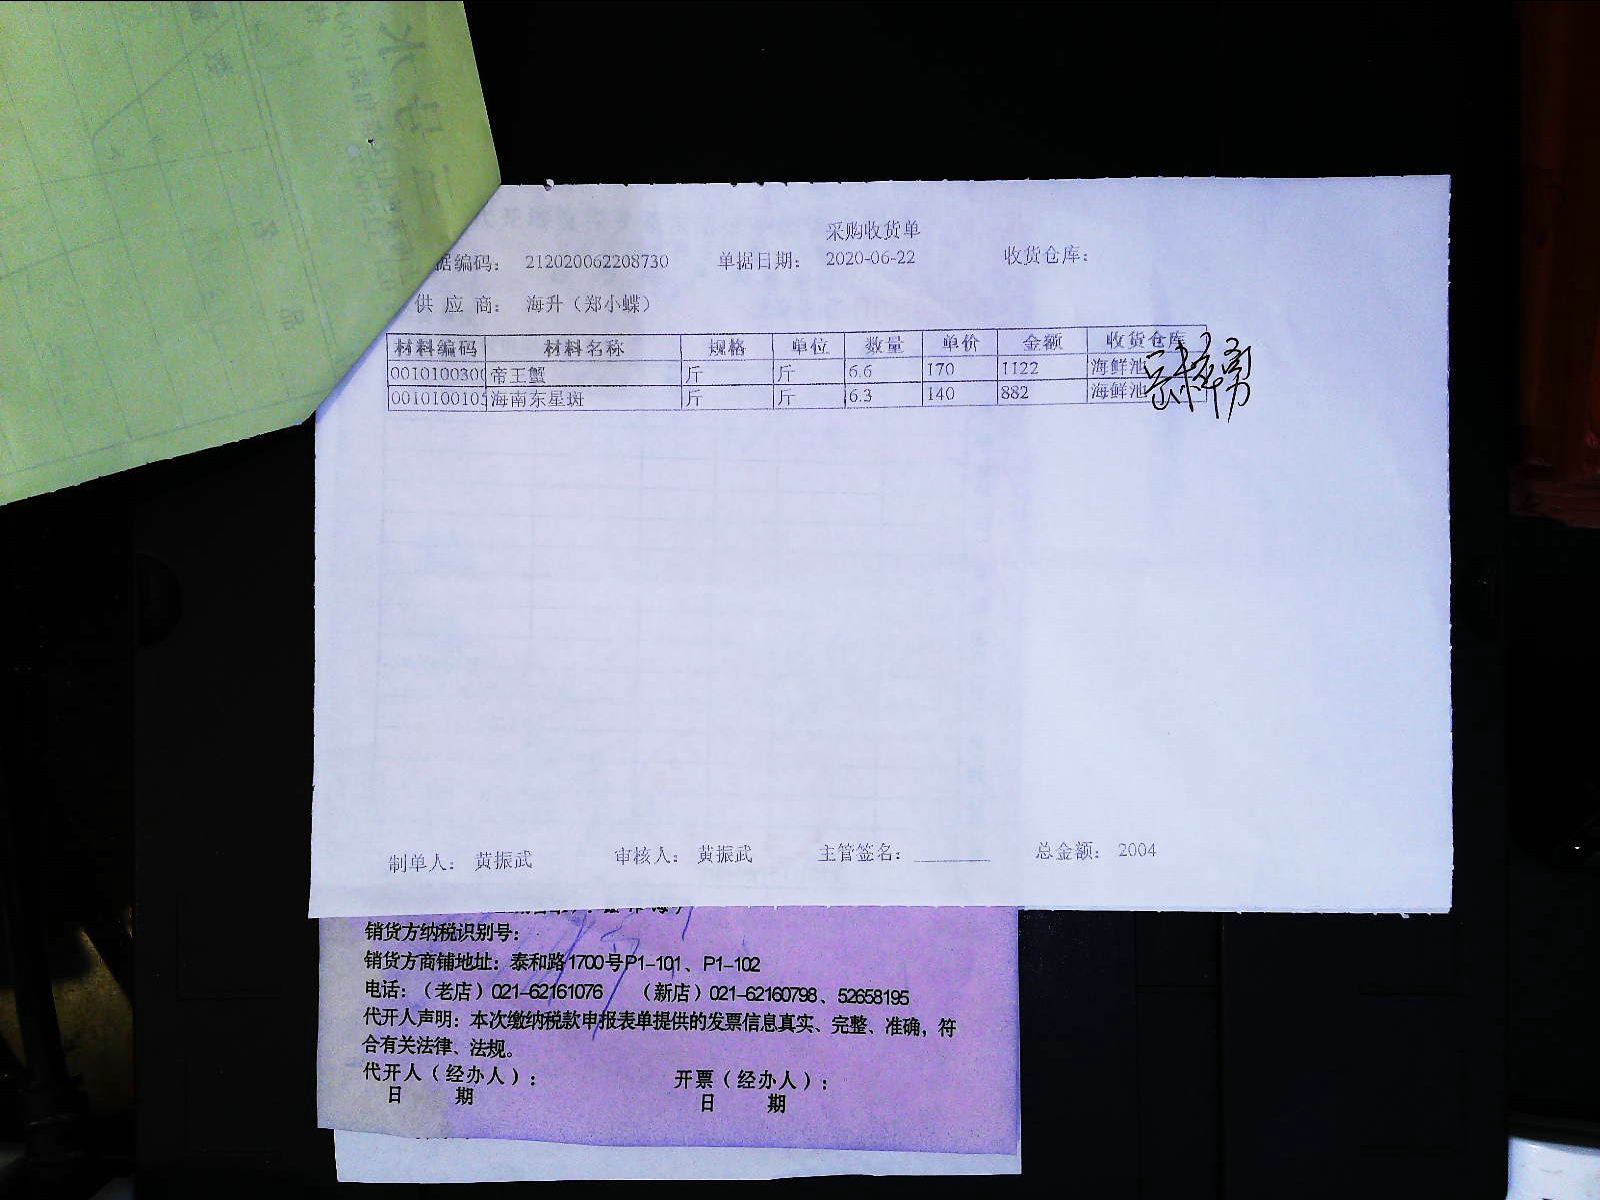 采购收货单
据编码: 212020062208730 单据日期: 2020-06-22 收货仓库:
供 应 商: 海升（郑小蝶）
材料编码 材料名称 规格 单位 数量 单价 金额 收货仓库
0010100300 帝王蟹 斤 斤 6.6 170 1122 海鲜池
0010100105 海南东星斑 斤 斤 6.3 140 882 海鲜池
制单人: 黄振武 审核人: 黄振武 主管签名: 总金额: 2004
销货方纳税识别号:
销货方商铺地址: 泰和路1700号P1-101、P1-102
电话:（老店）021-62161076 （新店）021-62160798、52658195
代开人声明: 本次缴纳税款申报表单提供的发票信息真实、完整、准确，符
合有关法律、法规。
代开人（经办人）: 开票（经办人）:
日 期 日 期